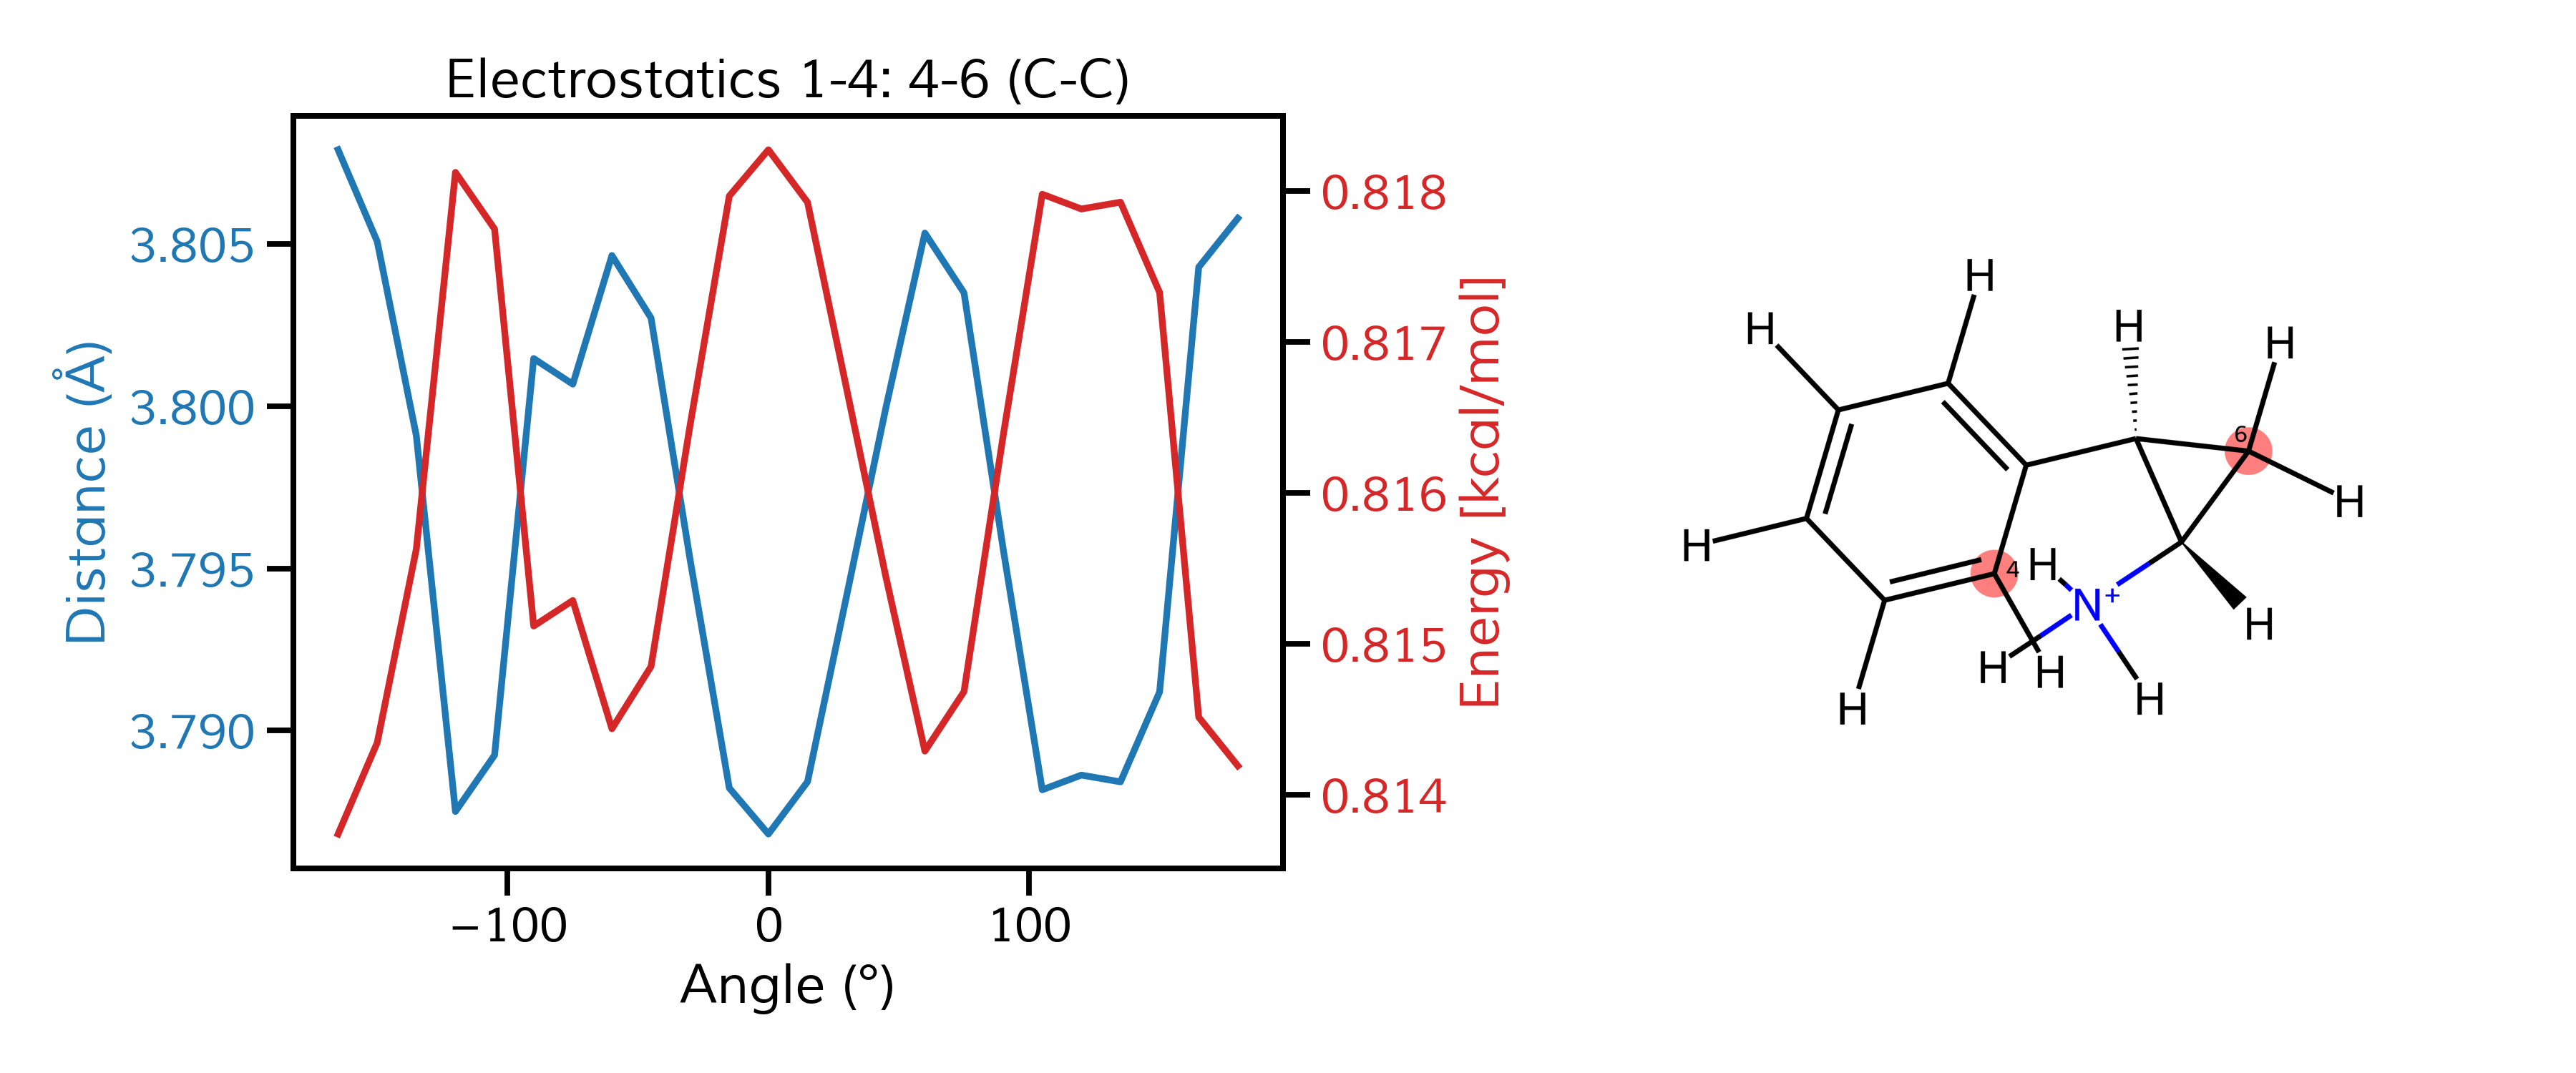 Electrostatics 1-4: 4-6 (C-C)
Distance (Å)
3.805
3.800
3.795
3.790
0.818
0.817
0.816
0.815
0.814
Energy [kcal/mol]
−100 0 100
Angle (°)
H
H H H
6
H
H 4 H
N⁺
H
H H
H H